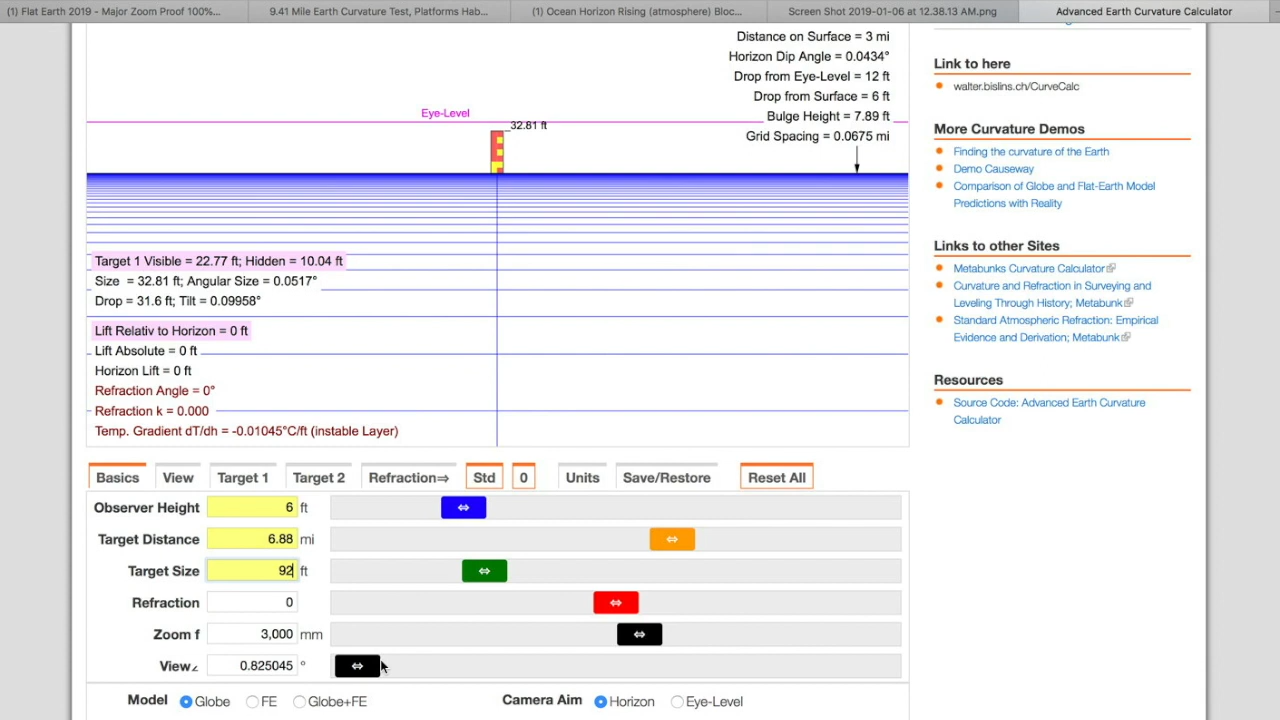 (1) Flat Earth 2019 - Major Zoom Proof 100%...
9.41 Mile Earth Curvature Test, Platforms Hab...
(1) Ocean Horizon Rising (atmosphere) Bloc...
Screen Shot 2019-01-06 at 12.38.13 AM.png
Advanced Earth Curvature Calculator
Distance on Surface = 3 mi
Horizon Dip Angle = 0.0434°
Drop from Eye-Level = 12 ft
Drop from Surface = 6 ft
Bulge Height = 7.89 ft
Grid Spacing = 0.0675 mi
Eye-Level
32.81 ft
Target 1 Visible = 22.77 ft; Hidden = 10.04 ft
Size = 32.81 ft; Angular Size = 0.0517°
Drop = 31.6 ft; Tilt = 0.09958°
Lift Relativ to Horizon = 0 ft
Lift Absolute = 0 ft
Horizon Lift = 0 ft
Refraction Angle = 0°
Refraction k = 0.000
Temp. Gradient dT/dh = -0.01045°C/ft (instable Layer)
Basics View Target 1 Target 2 Refraction⇒ Std 0 Units Save/Restore Reset All
Observer Height 6 ft
Target Distance 6.88 mi
Target Size 92 ft
Refraction 0
Zoom f 3,000 mm
View∠ 0.825045 °
Model Globe FE Globe+FE Camera Aim Horizon Eye-Level
Link to here
walter.bislins.ch/CurveCalc
More Curvature Demos
Finding the curvature of the Earth
Demo Causeway
Comparison of Globe and Flat-Earth Model
Predictions with Reality
Links to other Sites
Metabunks Curvature Calculator
Curvature and Refraction in Surveying and
Leveling Through History; Metabunk
Standard Atmospheric Refraction: Empirical
Evidence and Derivation; Metabunk
Resources
Source Code: Advanced Earth Curvature
Calculator